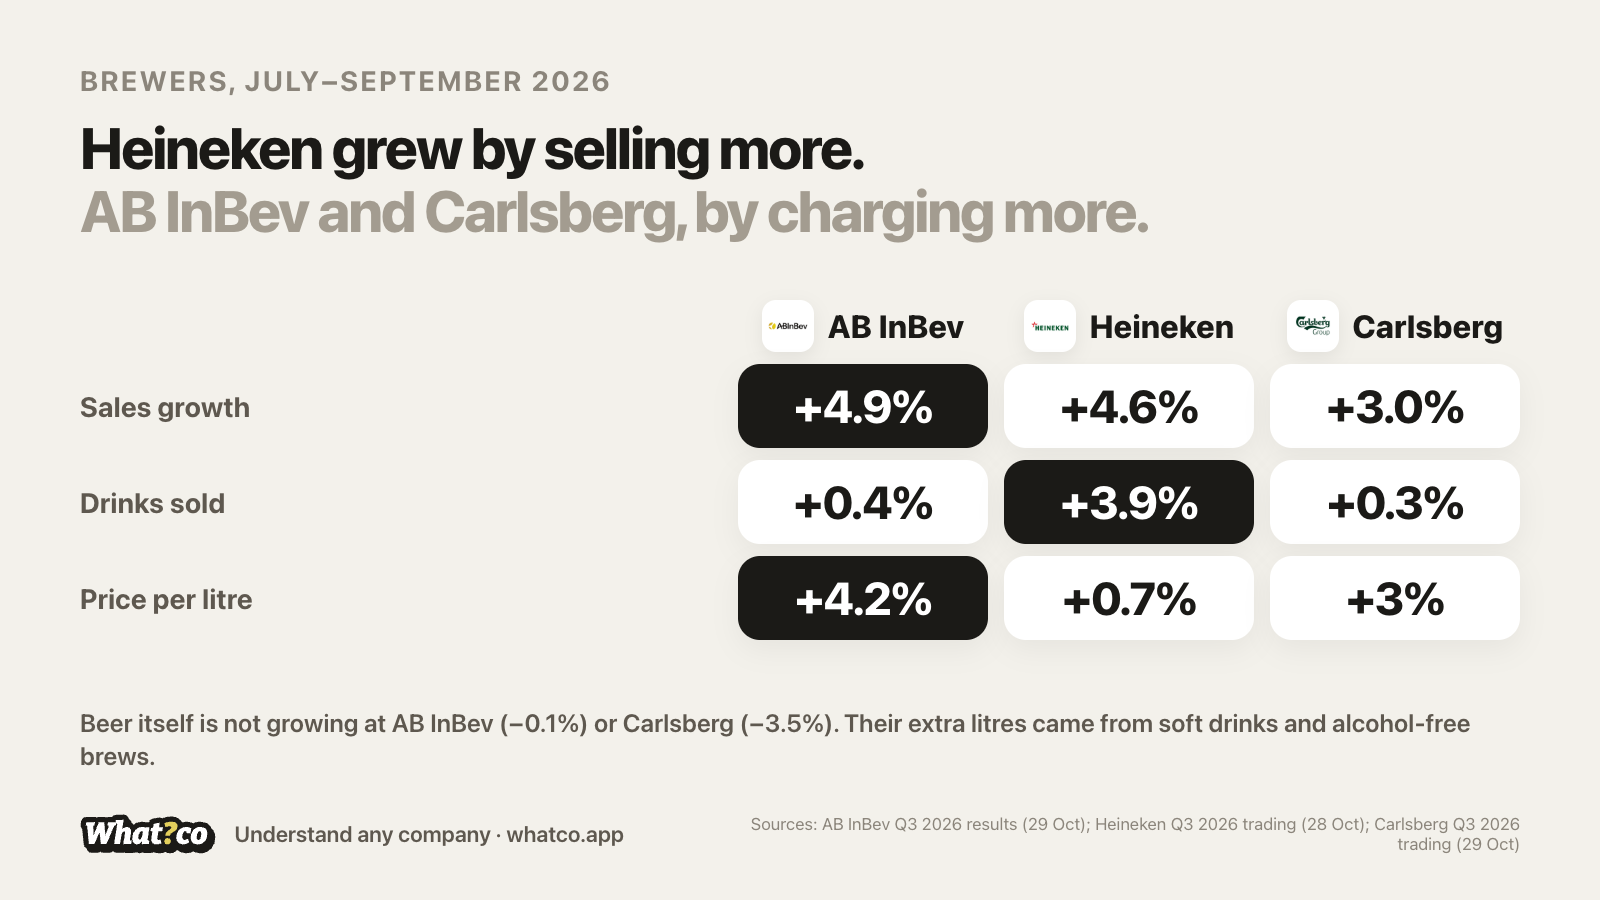 BREWERS, JULY–SEPTEMBER 2026
Heineken grew by selling more.
AB InBev and Carlsberg, by charging more.
ABInBev AB InBev HEINEKEN Heineken Carlsberg Group Carlsberg
Sales growth +4.9% +4.6% +3.0%
Drinks sold +0.4% +3.9% +0.3%
Price per litre +4.2% +0.7% +3%
Beer itself is not growing at AB InBev (−0.1%) or Carlsberg (−3.5%). Their extra litres came from soft drinks and alcohol-free
brews.
What?co Understand any company · whatco.app
Sources: AB InBev Q3 2026 results (29 Oct); Heineken Q3 2026 trading (28 Oct); Carlsberg Q3 2026
trading (29 Oct)